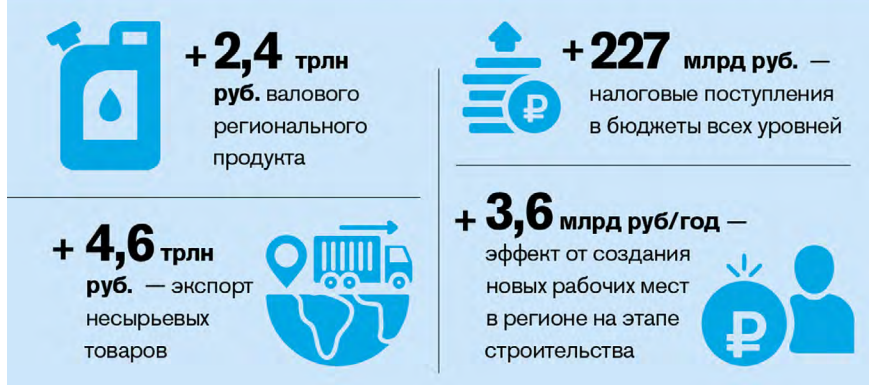 + 2,4 трлн
руб. валового
регионального
продукта
+ 227 млрд руб. —
налоговые поступления
в бюджеты всех уровней
+ 4,6 трлн
руб. — экспорт
несырьевых
товаров
+ 3,6 млрд руб/год —
эффект от создания
новых рабочих мест
в регионе на этапе
строительства